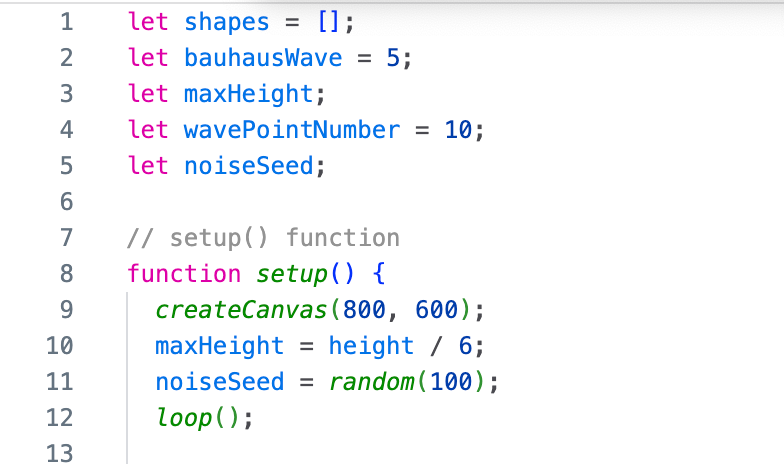 1 let shapes = [];
2 let bauhausWave = 5;
3 let maxHeight;
4 let wavePointNumber = 10;
5 let noiseSeed;
6
7 // setup() function
8 function setup() {
9 createCanvas(800, 600);
10 maxHeight = height / 6;
11 noiseSeed = random(100);
12 loop();
13